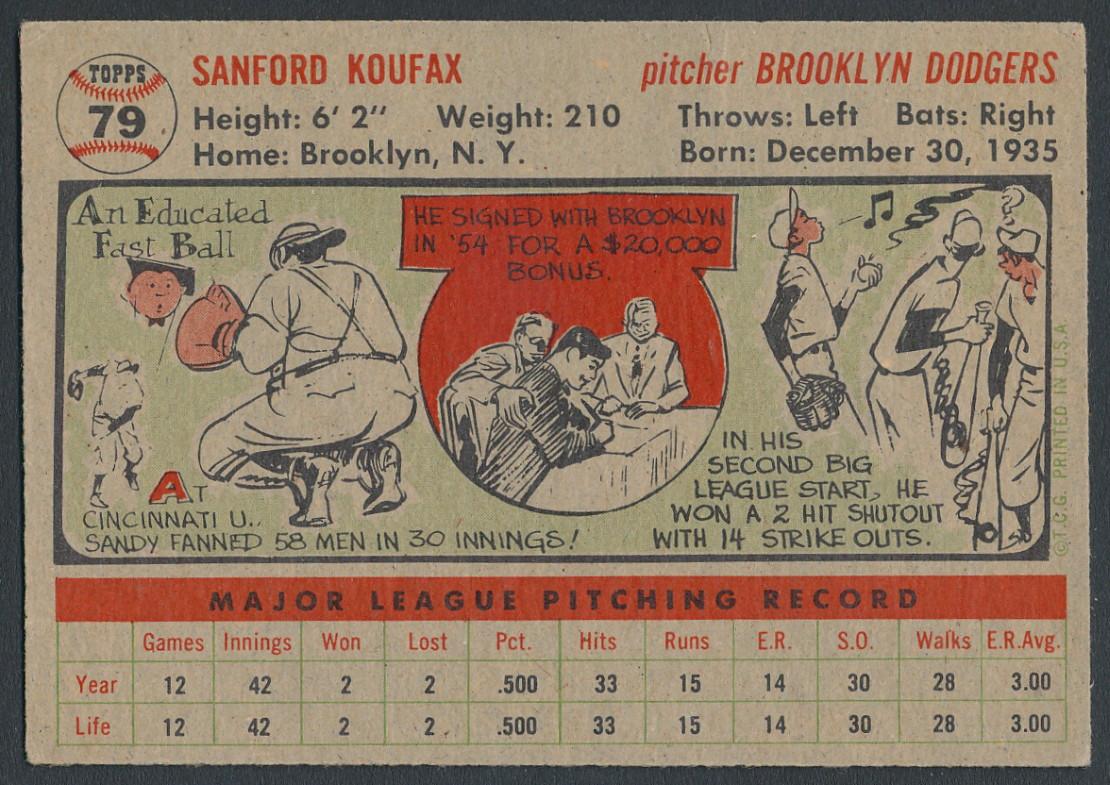 TOPPS
79
SANFORD KOUFAX
pitcher BROOKLYN DODGERS
Height: 6' 2" Weight: 210 Throws: Left Bats: Right
Home: Brooklyn, N. Y. Born: December 30, 1935
An Educated
Fast Ball
HE SIGNED WITH BROOKLYN
IN '54 FOR A $20,000
BONUS.
AT
CINCINNATI U..
SANDY FANNED 58 MEN IN 30 INNINGS!
IN HIS
SECOND BIG
LEAGUE START, HE
WON A 2 HIT SHUTOUT
WITH 14 STRIKE OUTS.
?
©T.C.G. PRINTED IN U.S.A
MAJOR LEAGUE PITCHING RECORD
Games Innings Won Lost Pct. Hits Runs E.R. S.O. Walks E.R.Avg.
Year 12 42 2 2 .500 33 15 14 30 28 3.00
Life 12 42 2 2 .500 33 15 14 30 28 3.00